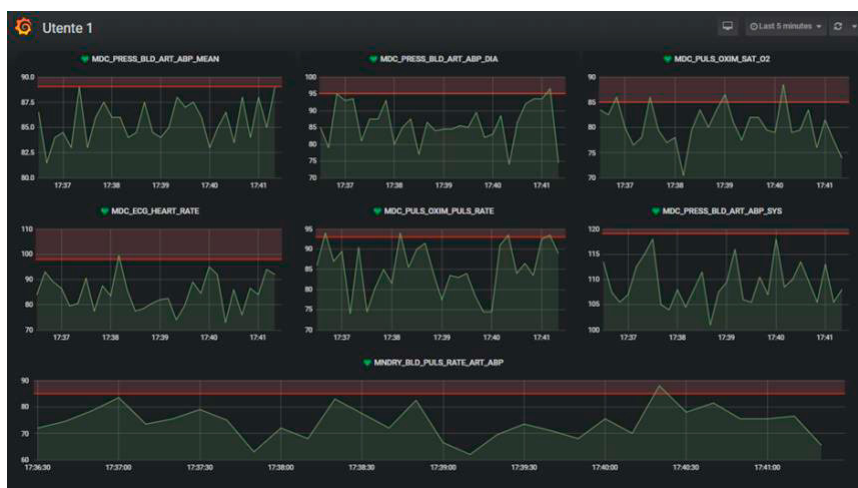 Utente 1
Last 5 minutes
MDC_PRESS_BLD_ART_ABP_MEAN
90.0
87.5
85.0
82.5
80.0
17:37 17:38 17:39 17:40 17:41
MDC_PRESS_BLD_ART_ABP_DIA
100
95
90
85
80
75
70
17:37 17:38 17:39 17:40 17:41
MDC_PULS_OXIM_SAT_O2
90
85
80
75
70
17:37 17:38 17:39 17:40 17:41
MDC_ECG_HEART_RATE
110
100
90
80
70
17:37 17:38 17:39 17:40 17:41
MDC_PULS_OXIM_PULS_RATE
95
90
85
80
75
70
17:37 17:38 17:39 17:40 17:41
MDC_PRESS_BLD_ART_ABP_SYS
120
115
110
105
100
17:37 17:38 17:39 17:40 17:41
MNDRY_BLD_PULS_RATE_ART_ABP
90
80
70
60
17:36:30 17:37:00 17:37:30 17:38:00 17:38:30 17:39:00 17:39:30 17:40:00 17:40:30 17:41:00